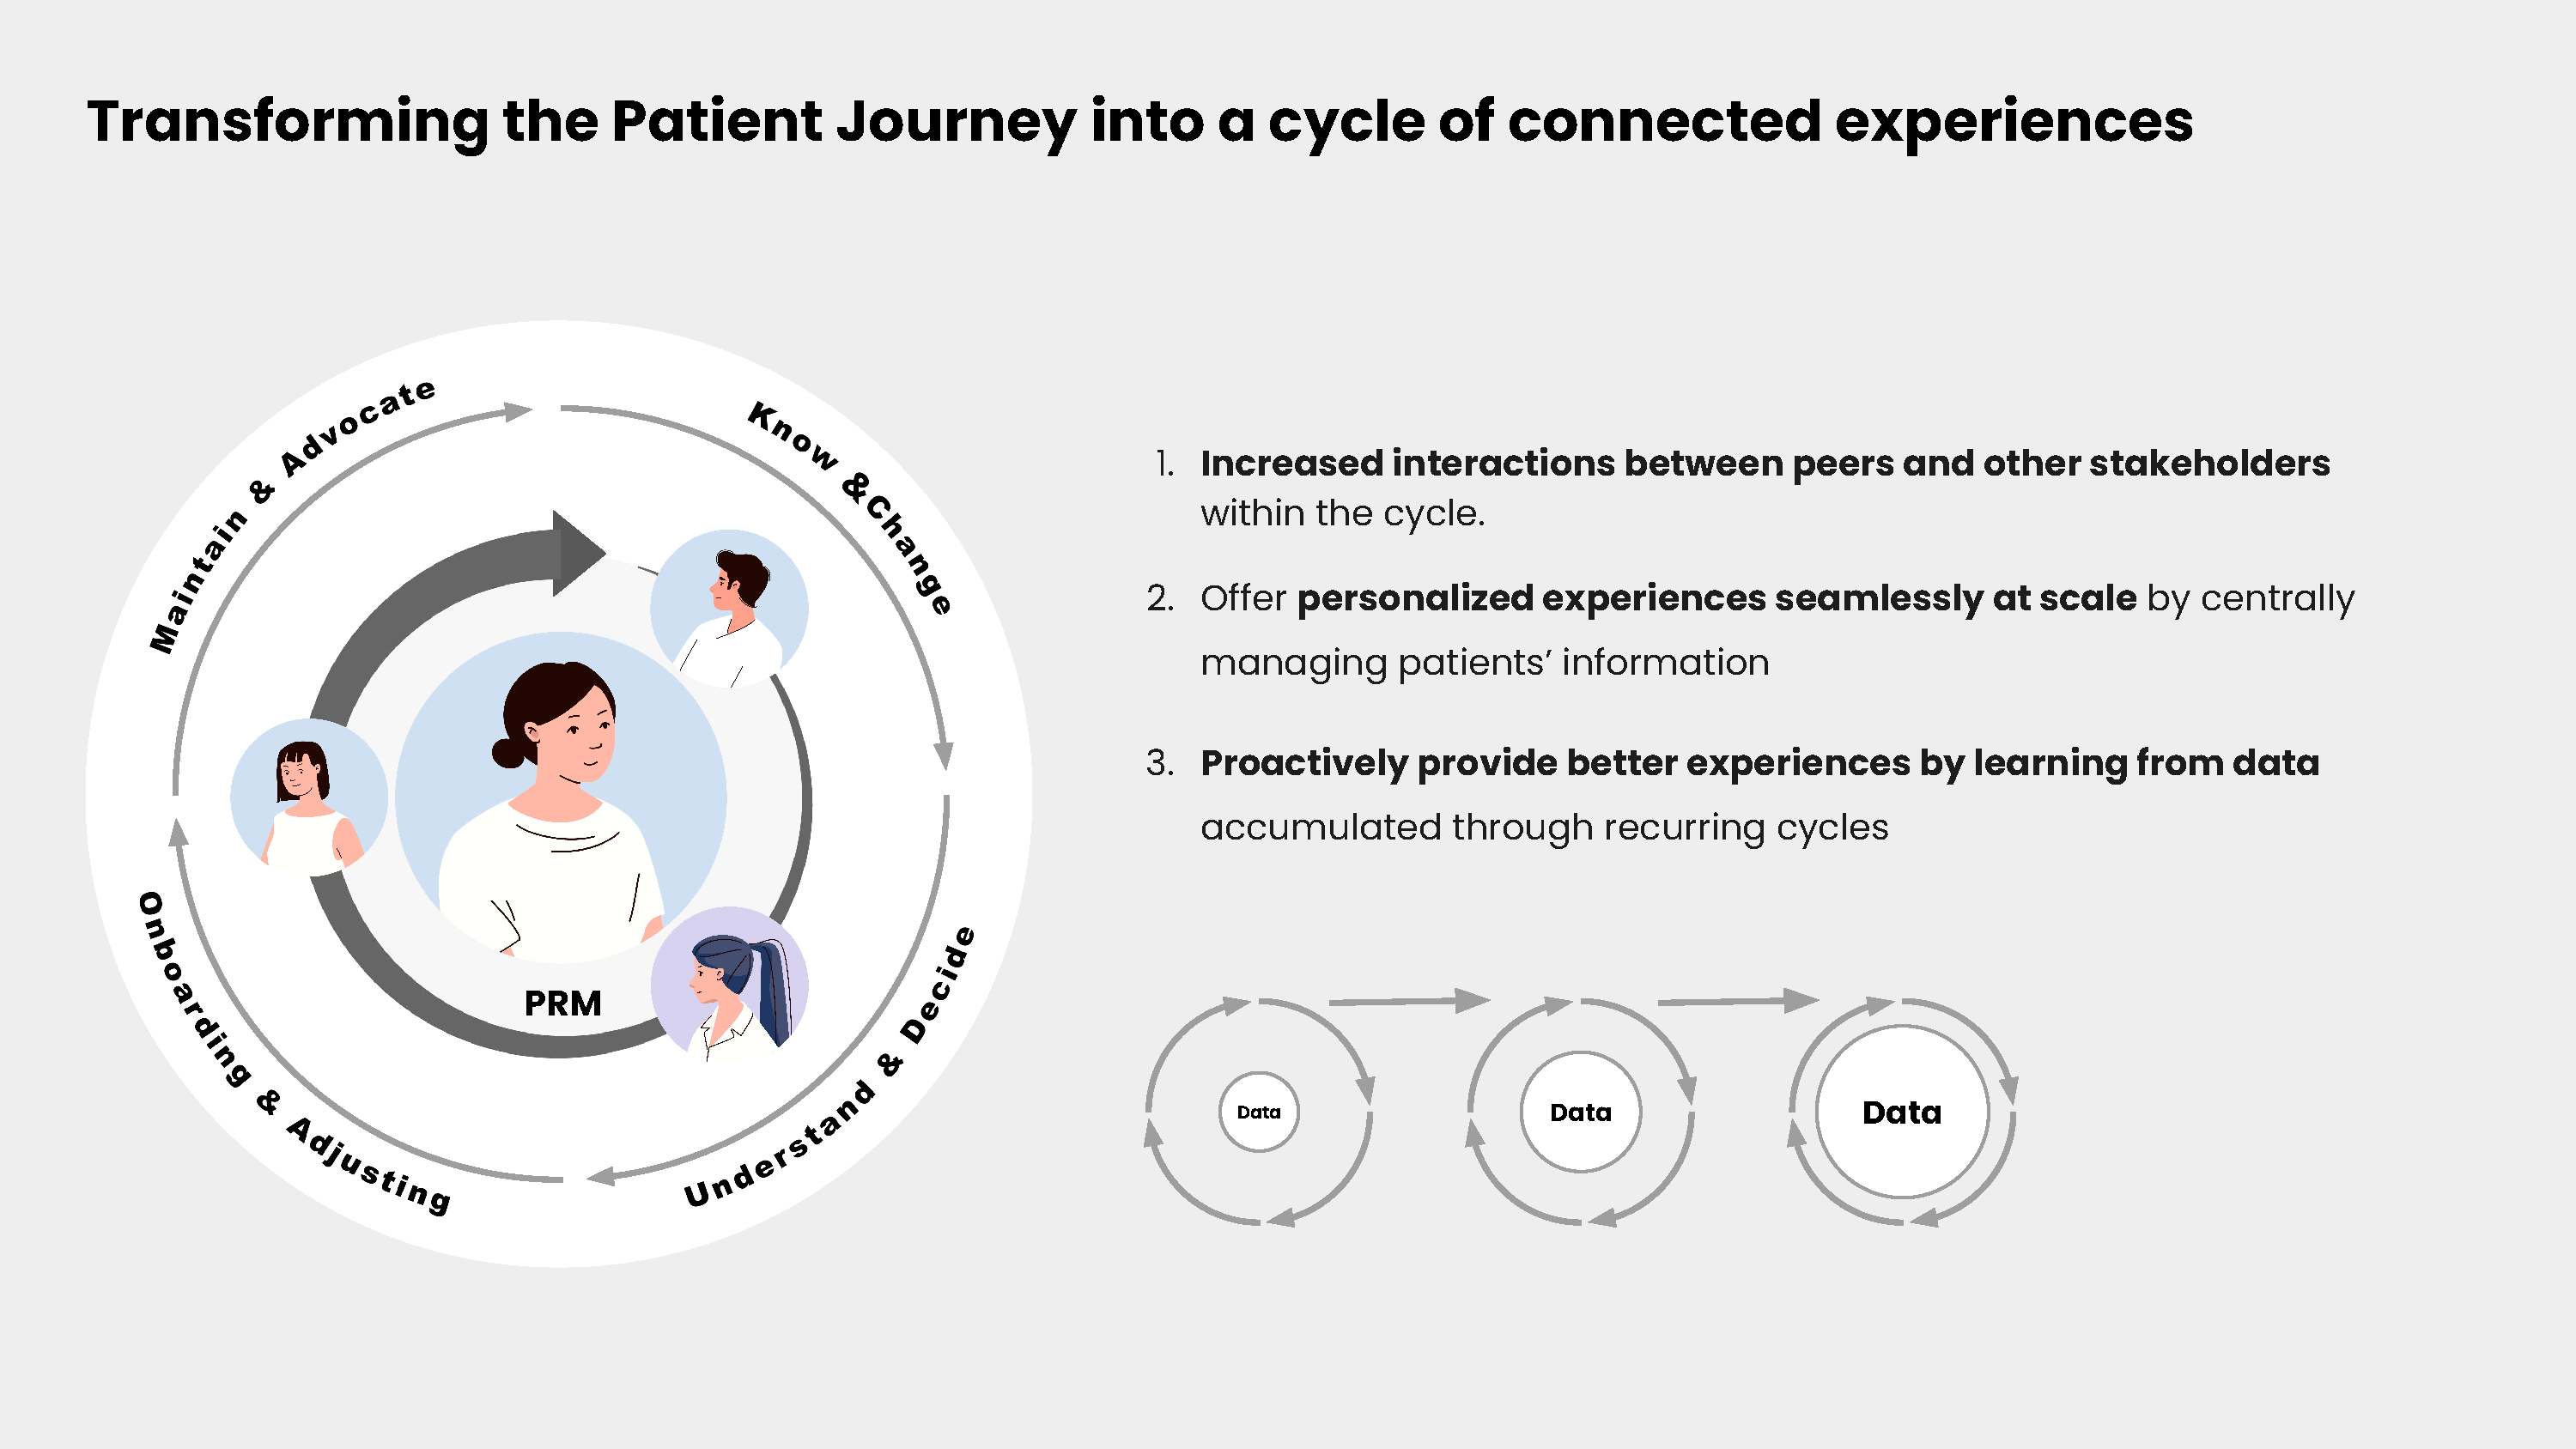 Transforming the Patient Journey into a cycle of connected experiences
Maintain & Advocate
Know &Change
Onboarding & Adjusting
Understand & Decide
PRM
1. Increased interactions between peers and other stakeholders
within the cycle.
2. Offer personalized experiences seamlessly at scale by centrally
managing patients’ information
3. Proactively provide better experiences by learning from data
accumulated through recurring cycles
Data
Data
Data